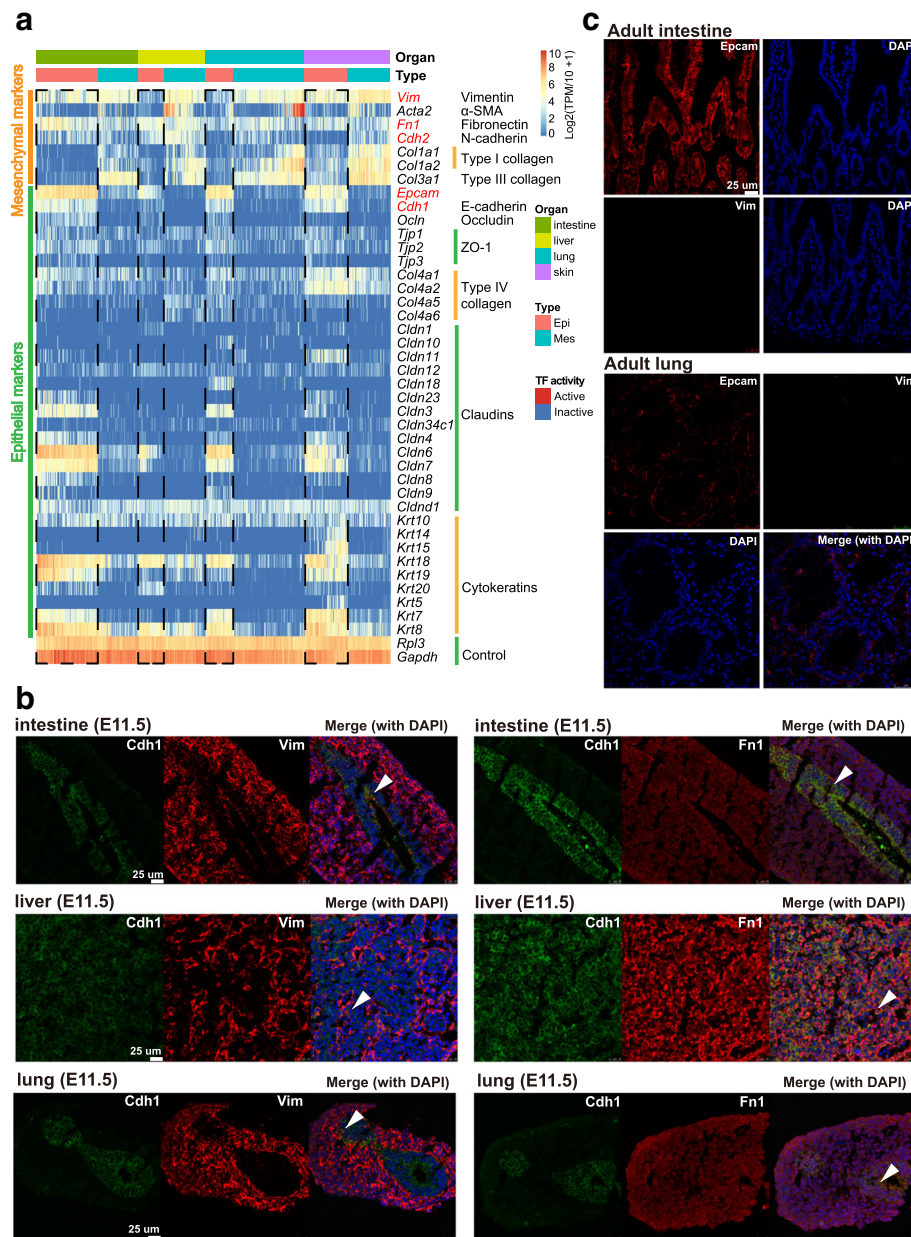 a
Organ
Type
Mesenchymal markers
Epithelial markers
Vim Vimentin
Acta2 α-SMA
Fn1 Fibronectin
Cdh2 N-cadherin
Col1a1
Col1a2
Type I collagen
Col3a1 Type III collagen
Epcam
Cdh1 E-cadherin
Ocln Occludin
Tjp1
Tjp2
Tjp3
ZO-1
Col4a1
Col4a2
Col4a5
Col4a6
Type IV
collagen
Cldn1
Cldn10
Cldn11
Cldn12
Cldn18
Cldn23
Cldn3
Cldn34c1
Cldn4
Cldn6
Cldn7
Cldn8
Cldn9
Cldnd1
Claudins
Krt10
Krt14
Krt15
Krt18
Krt19
Krt20
Krt5
Krt7
Krt8
Cytokeratins
Rpl3
Gapdh
Control
10
8
6
4
2
0
Log2(TPM/10 +1)
Organ
intestine
liver
lung
skin
Type
Epi
Mes
TF activity
Active
Inactive
c
Adult intestine
Epcam
25 um
DAPI
Vim
DAPI
Adult lung
Epcam
Vim
DAPI
Merge (with DAPI)
b
intestine (E11.5) Merge (with DAPI)
Cdh1
25 um
Vim
intestine (E11.5) Merge (with DAPI)
Cdh1
Fn1
liver (E11.5) Merge (with DAPI)
Cdh1
25 um
Vim
liver (E11.5) Merge (with DAPI)
Cdh1
Fn1
lung (E11.5) Merge (with DAPI)
Cdh1
25 um
Vim
lung (E11.5) Merge (with DAPI)
Cdh1
Fn1